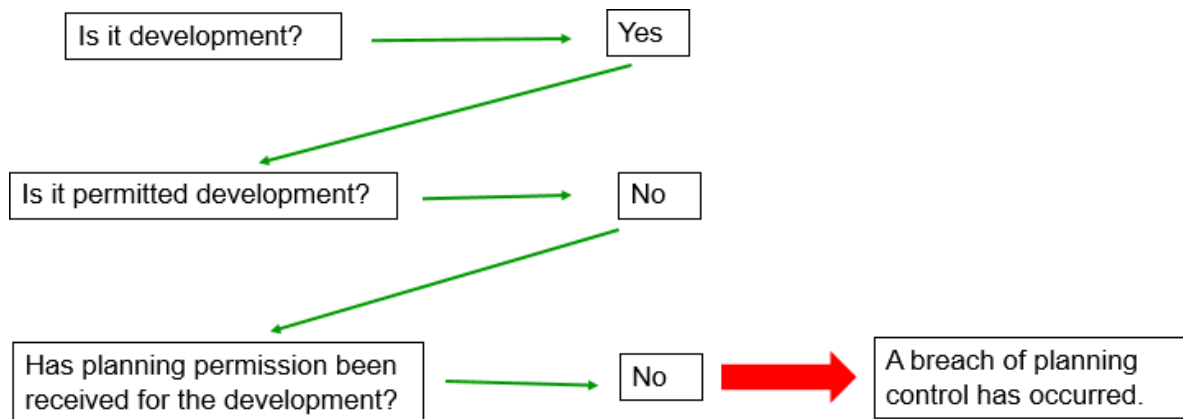 Is it development?
Yes
Is it permitted development?
No
Has planning permission been
received for the development?
No
A breach of planning
control has occurred.